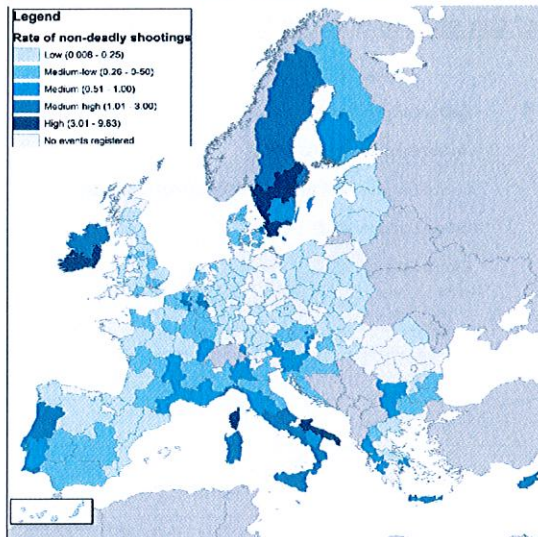 Legend
Rate of non-deadly shootings
Low (0.006 - 0.25)
Medium-low (0.26 - 0-50)
Medium (0.51 - 1.00)
Medium high (1.01 - 3.00)
High (3.01 - 9.63)
No events registered